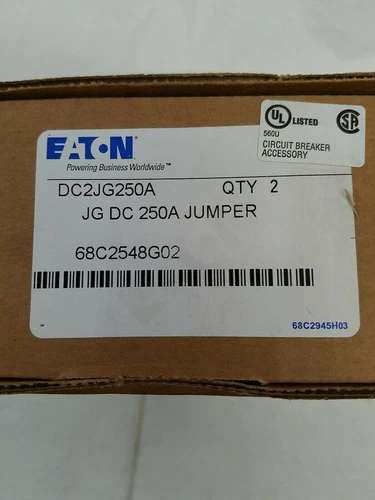 UL LISTED
560U
SA
CIRCUIT BREAKER
ACCESSORY
EATON
Powering Business Worldwide™
DC2JG250A QTY 2
JG DC 250A JUMPER
68C2548G02
68C2945H03